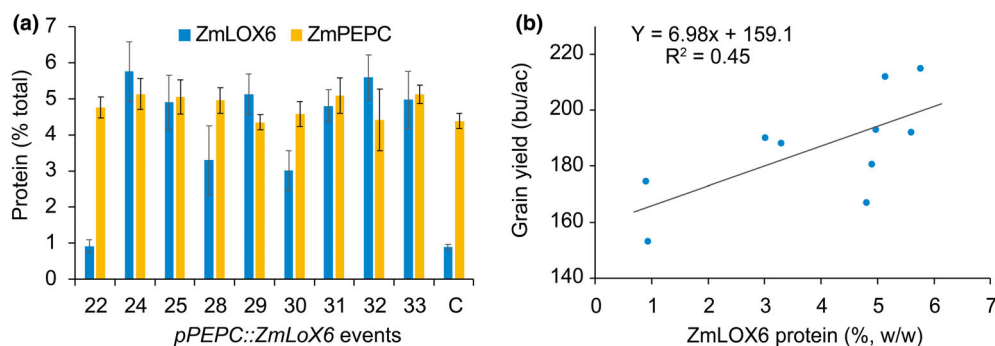 (a)
7
6
5
4
3
2
1
0
Protein (% total)
ZmLOX6 ZmPEPC
22 24 25 28 29 30 31 32 33 C
pPEPC::ZmLoX6 events
(b)
Y = 6.98x + 159.1
R² = 0.45
220
200
180
160
140
Grain yield (bu/ac)
0 1 2 3 4 5 6 7
ZmLOX6 protein (%, w/w)